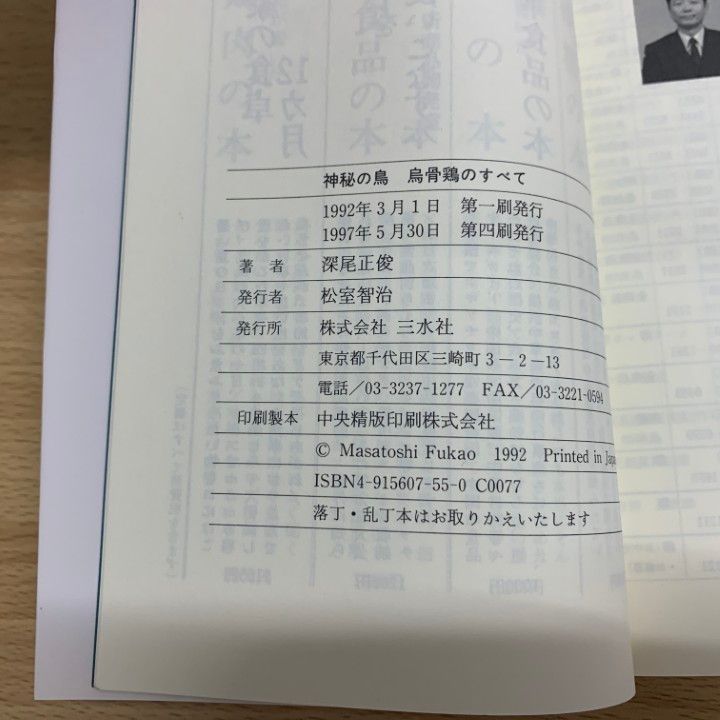 神秘の鳥　烏骨鶏のすべて
1992年3月1日　第一刷発行
1997年5月30日　第四刷発行
著　者　深尾正俊
発行者　松室智治
発行所　株式会社 三水社
東京都千代田区三崎町3－2－13
電話／03-3237-1277　FAX／03-3221-0594
印刷製本　中央精版印刷株式会社
© Masatoshi Fukao　1992　Printed in Japa
ISBN4-915607-55-0 C0077
落丁・乱丁本はお取りかえいたします